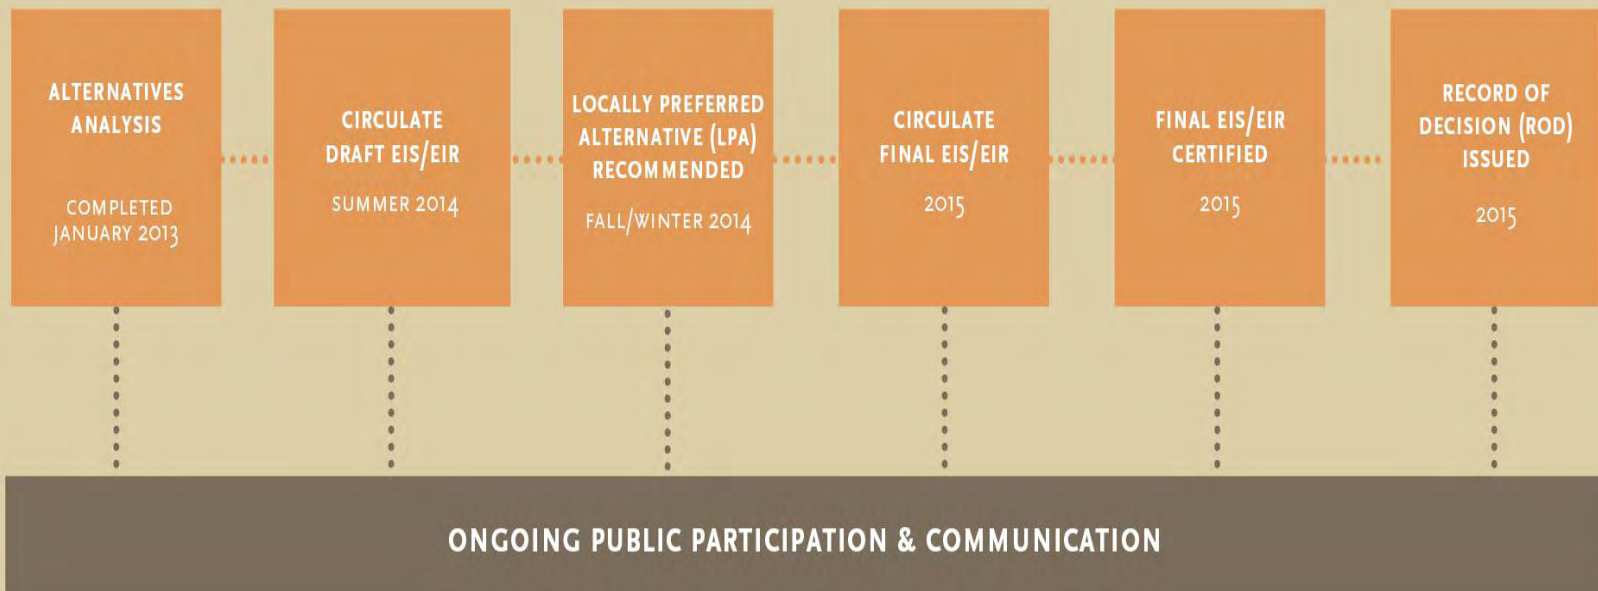 ALTERNATIVES
ANALYSIS
COMPLETED
JANUARY 2013
CIRCULATE
DRAFT EIS/EIR
SUMMER 2014
LOCALLY PREFERRED
ALTERNATIVE (LPA)
RECOMMENDED
FALL/WINTER 2014
CIRCULATE
FINAL EIS/EIR
2015
FINAL EIS/EIR
CERTIFIED
2015
RECORD OF
DECISION (ROD)
ISSUED
2015
ONGOING PUBLIC PARTICIPATION & COMMUNICATION